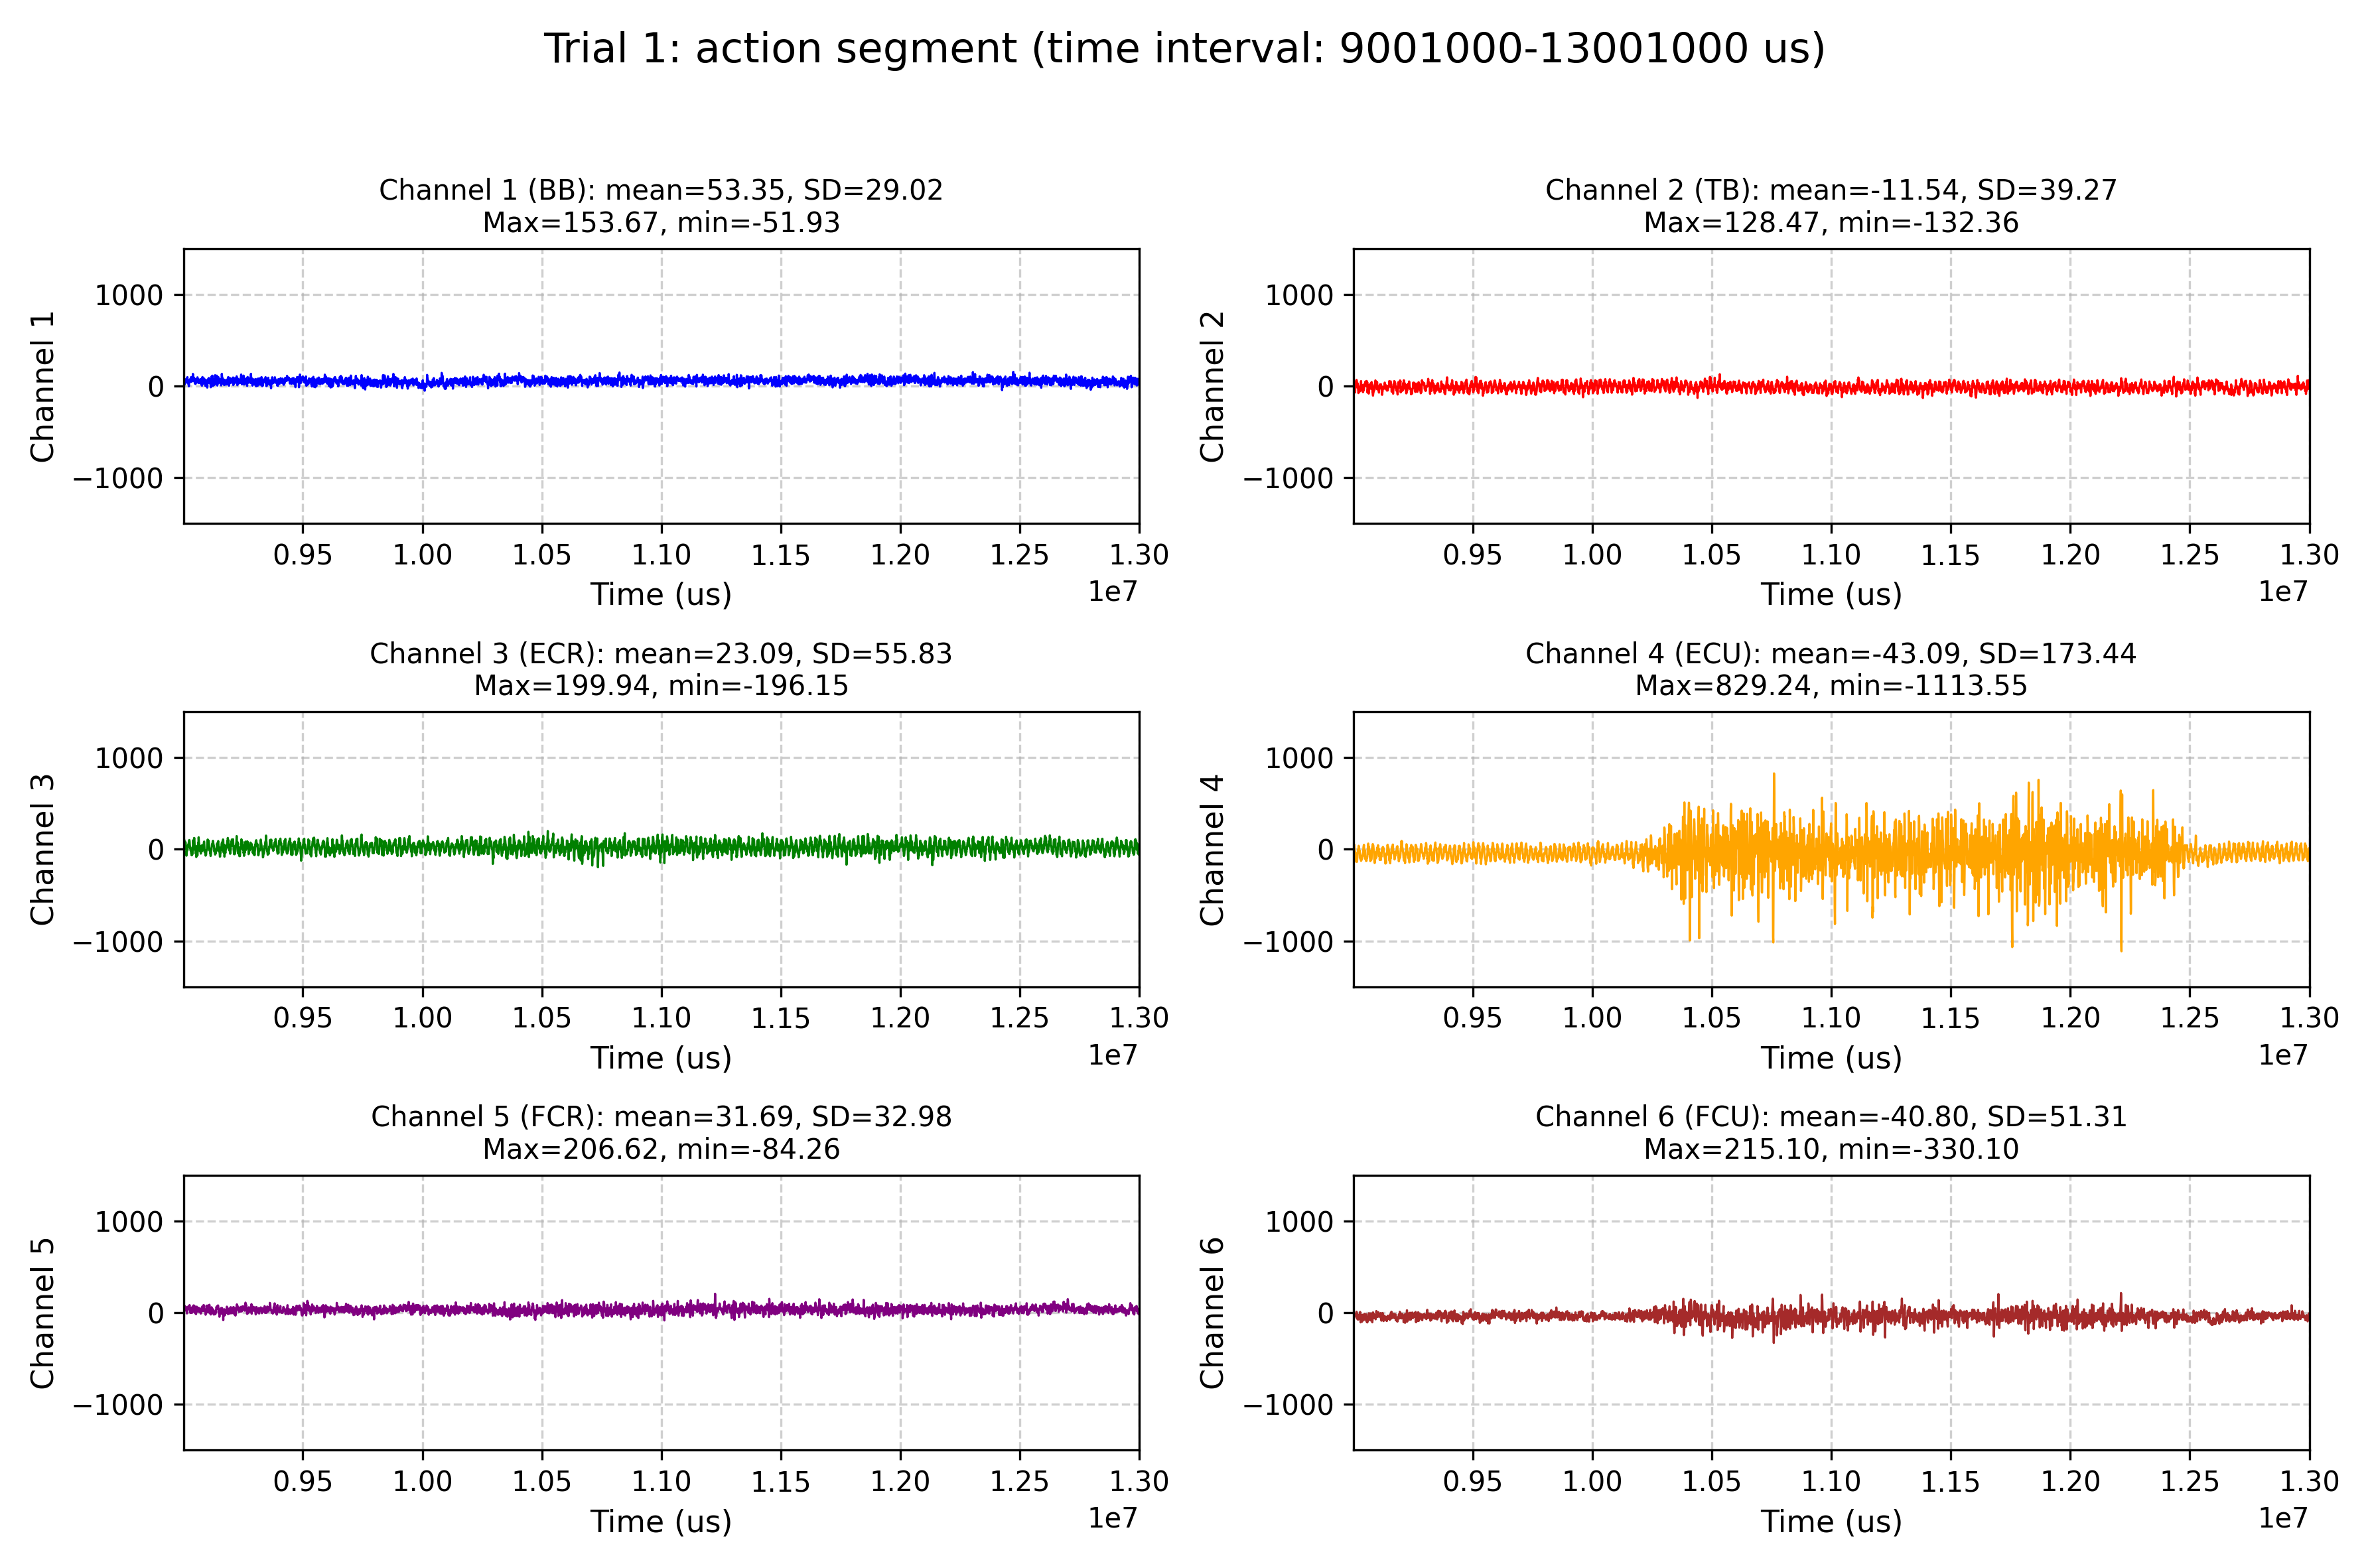 Trial 1: action segment (time interval: 9001000-13001000 us)
Channel 1 (BB): mean=53.35, SD=29.02
Max=153.67, min=-51.93
Channel 1
1000
0
−1000
0.95 1.00 1.05 1.10 1.15 1.20 1.25 1.30
1e7
Time (us)
Channel 2 (TB): mean=-11.54, SD=39.27
Max=128.47, min=-132.36
Channel 2
1000
0
−1000
0.95 1.00 1.05 1.10 1.15 1.20 1.25 1.30
1e7
Time (us)
Channel 3 (ECR): mean=23.09, SD=55.83
Max=199.94, min=-196.15
Channel 3
1000
0
−1000
0.95 1.00 1.05 1.10 1.15 1.20 1.25 1.30
1e7
Time (us)
Channel 4 (ECU): mean=-43.09, SD=173.44
Max=829.24, min=-1113.55
Channel 4
1000
0
−1000
0.95 1.00 1.05 1.10 1.15 1.20 1.25 1.30
1e7
Time (us)
Channel 5 (FCR): mean=31.69, SD=32.98
Max=206.62, min=-84.26
Channel 5
1000
0
−1000
0.95 1.00 1.05 1.10 1.15 1.20 1.25 1.30
1e7
Time (us)
Channel 6 (FCU): mean=-40.80, SD=51.31
Max=215.10, min=-330.10
Channel 6
1000
0
−1000
0.95 1.00 1.05 1.10 1.15 1.20 1.25 1.30
1e7
Time (us)